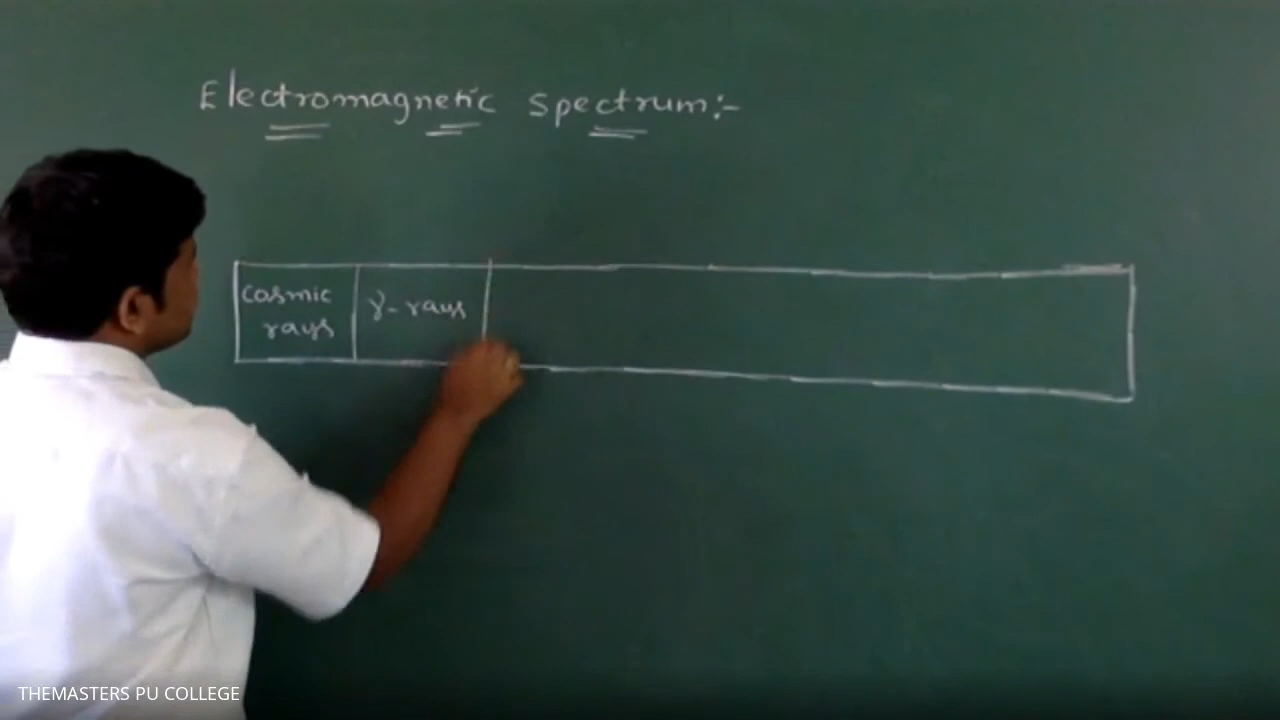 Electromagnetic spectrum:-
cosmic
rays
γ- rays
THEMASTERS PU COLLEGE